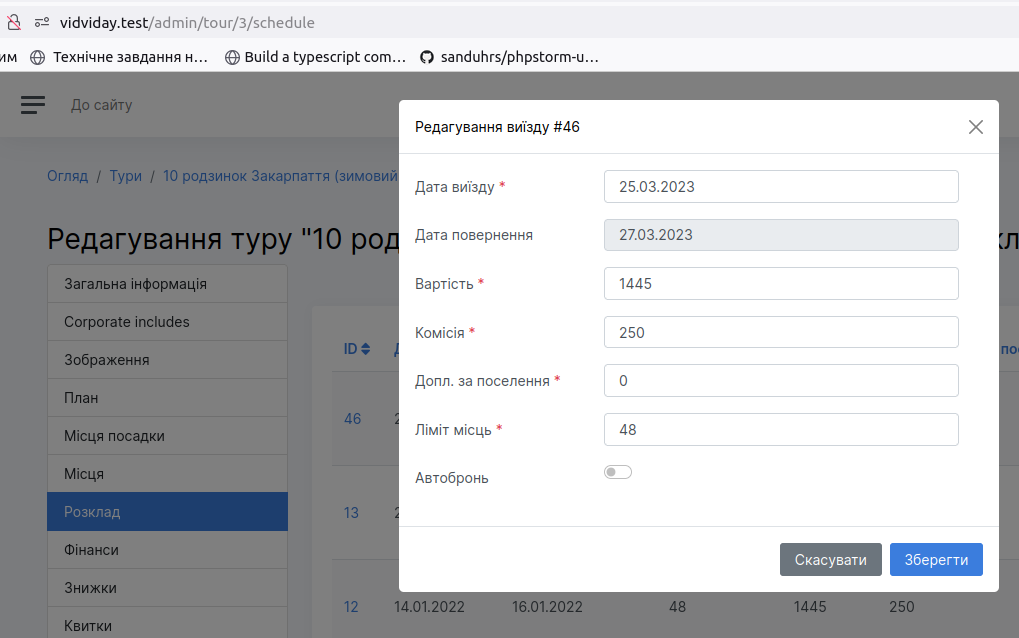 vidviday.test/admin/tour/3/schedule
им Технічне завдання н… Build a typescript com… sanduhrs/phpstorm-u…
До сайту
Огляд / Тури / 10 родзинок Закарпаття (зимовий
Редагування туру "10 род
Загальна інформація
Corporate includes
Зображення
План
Місця посадки
Місця
Розклад
Фінанси
Знижки
Квитки
ID
46
13
12 14.01.2022 16.01.2022 48 1445 250
Редагування виїзду #46
Дата виїзду * 25.03.2023
Дата повернення 27.03.2023
Вартість * 1445
Комісія * 250
Допл. за поселення * 0
Ліміт місць * 48
Автобронь
Скасувати Зберегти